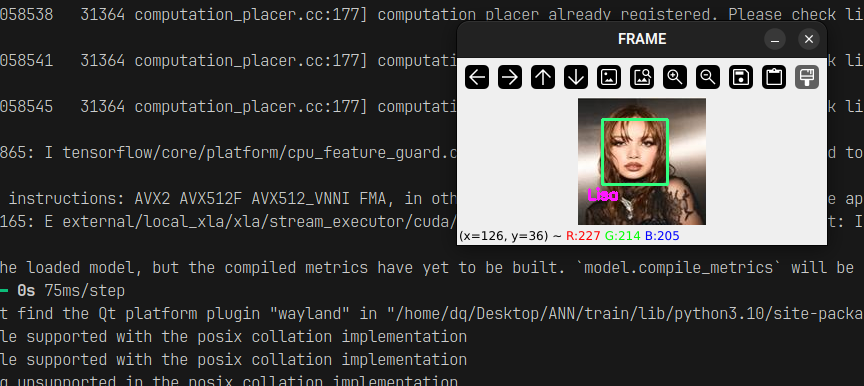 058538 31364 computation_placer.cc:177] computation placer already registered. Please check li
FRAME
058541 31364 computation_placer.cc:177] computati
k li
058545 31364 computation_placer.cc:177] computati
k li
865: I tensorflow/core/platform/cpu_feature_guard.c
d to
instructions: AVX2 AVX512F AVX512_VNNI FMA, in oth
e ap
Lisa
165: E external/local_xla/xla/stream_executor/cuda/
t: I
(x=126, y=36) ~ R:227 G:214 B:205
he loaded model, but the compiled metrics have yet to be built. `model.compile_metrics` will be
0s 75ms/step
t find the Qt platform plugin "wayland" in "/home/dq/Desktop/ANN/train/lib/python3.10/site-packa
le supported with the posix collation implementation
le supported with the posix collation implementation
g unsupported in the posix collation implementation